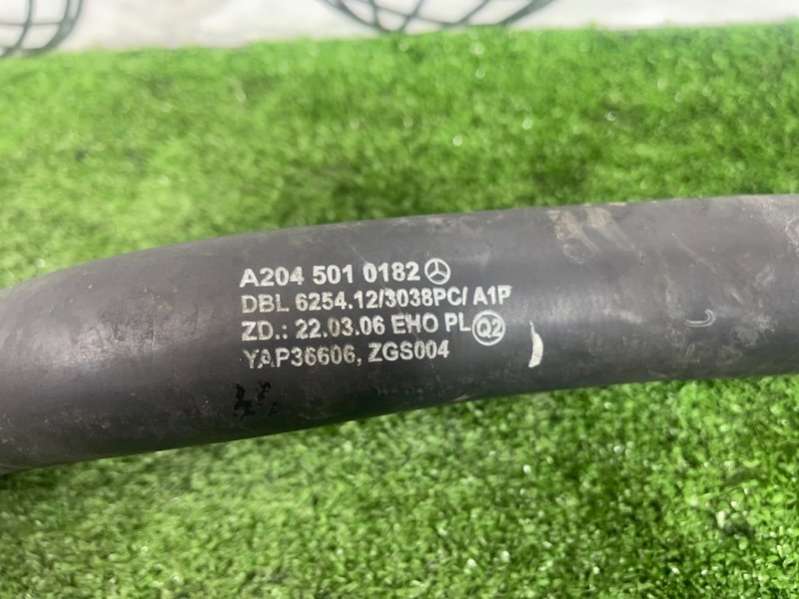 A204 501 0182
DBL 6254.12/3038PC/ A1P
ZD.: 22.03.06 EHO PL Q2
YAP36606, ZGS004